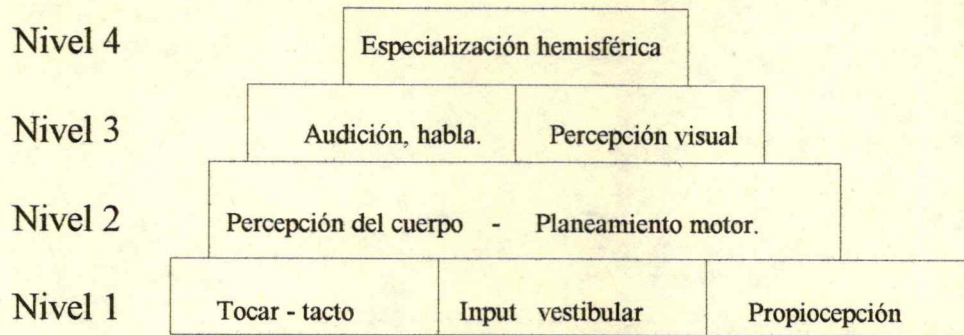 Nivel 4 Especialización hemisférica
Nivel 3 Audición, habla. Percepción visual
Nivel 2 Percepción del cuerpo - Planeamiento motor.
Nivel 1 Tocar - tacto Input vestibular Propiocepción